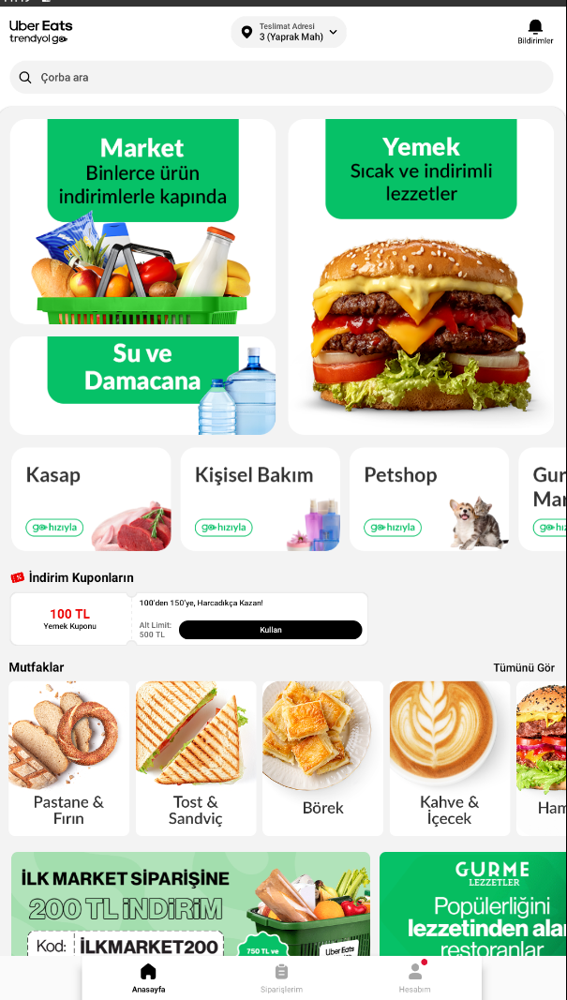 Uber Eats
trendyol go
Teslimat Adresi
3 (Yaprak Mah)
Bildirimler
Çorba ara
Market
Binlerce ürün
indirimlerle kapında
Yemek
Sıcak ve indirimli
lezzetler
Su ve
Damacana
Kasap
go hızıyla
Kişisel Bakım
go hızıyla
Petshop
go hızıyla
Gur
Mar
go hız
İndirim Kuponların
100 TL
Yemek Kuponu
100'den 150'ye, Harcadıkça Kazan!
Alt Limit:
500 TL
Kullan
Mutfaklar
Tümünü Gör
Pastane &
Fırın
Tost &
Sandviç
Börek
Kahve &
İçecek
Ham
İLK MARKET SİPARİŞİNE
200 TL İNDİRİM
Kod: İLKMARKET200
750 TL ve
Uber Eats
GURME
LEZZETLER
Popülerliğini
lezzetinden alan
restoranlar
Anasayfa
Siparişlerim
Hesabım